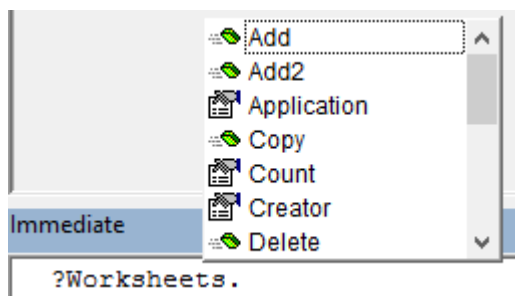 Add
Add2
Application
Copy
Count
Creator
Delete
Immediate
?Worksheets.